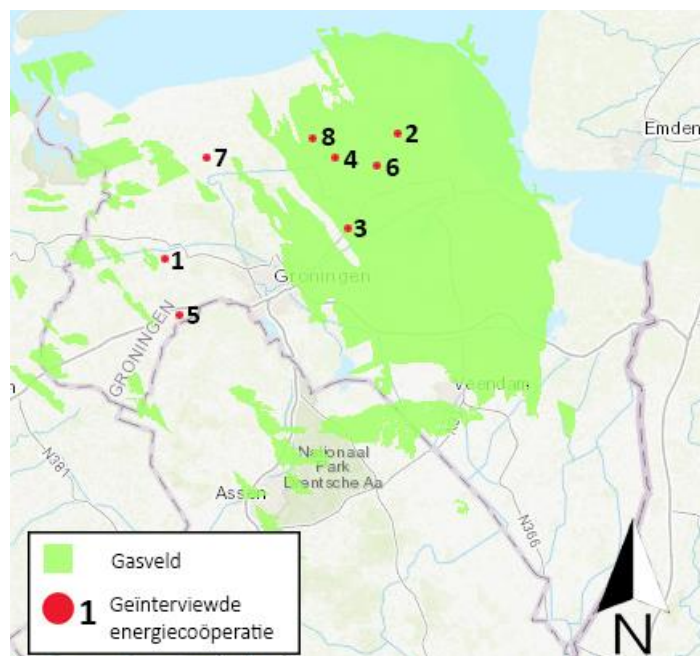 Emden
8
2
7
4
6
3
1
Groningen
5
GRONINGEN
Veendam
N381
Nationaal
Park
Drentsche Aa
Assen
N366
Gasveld
1 Geïnterviewde
energiecoöperatie
N